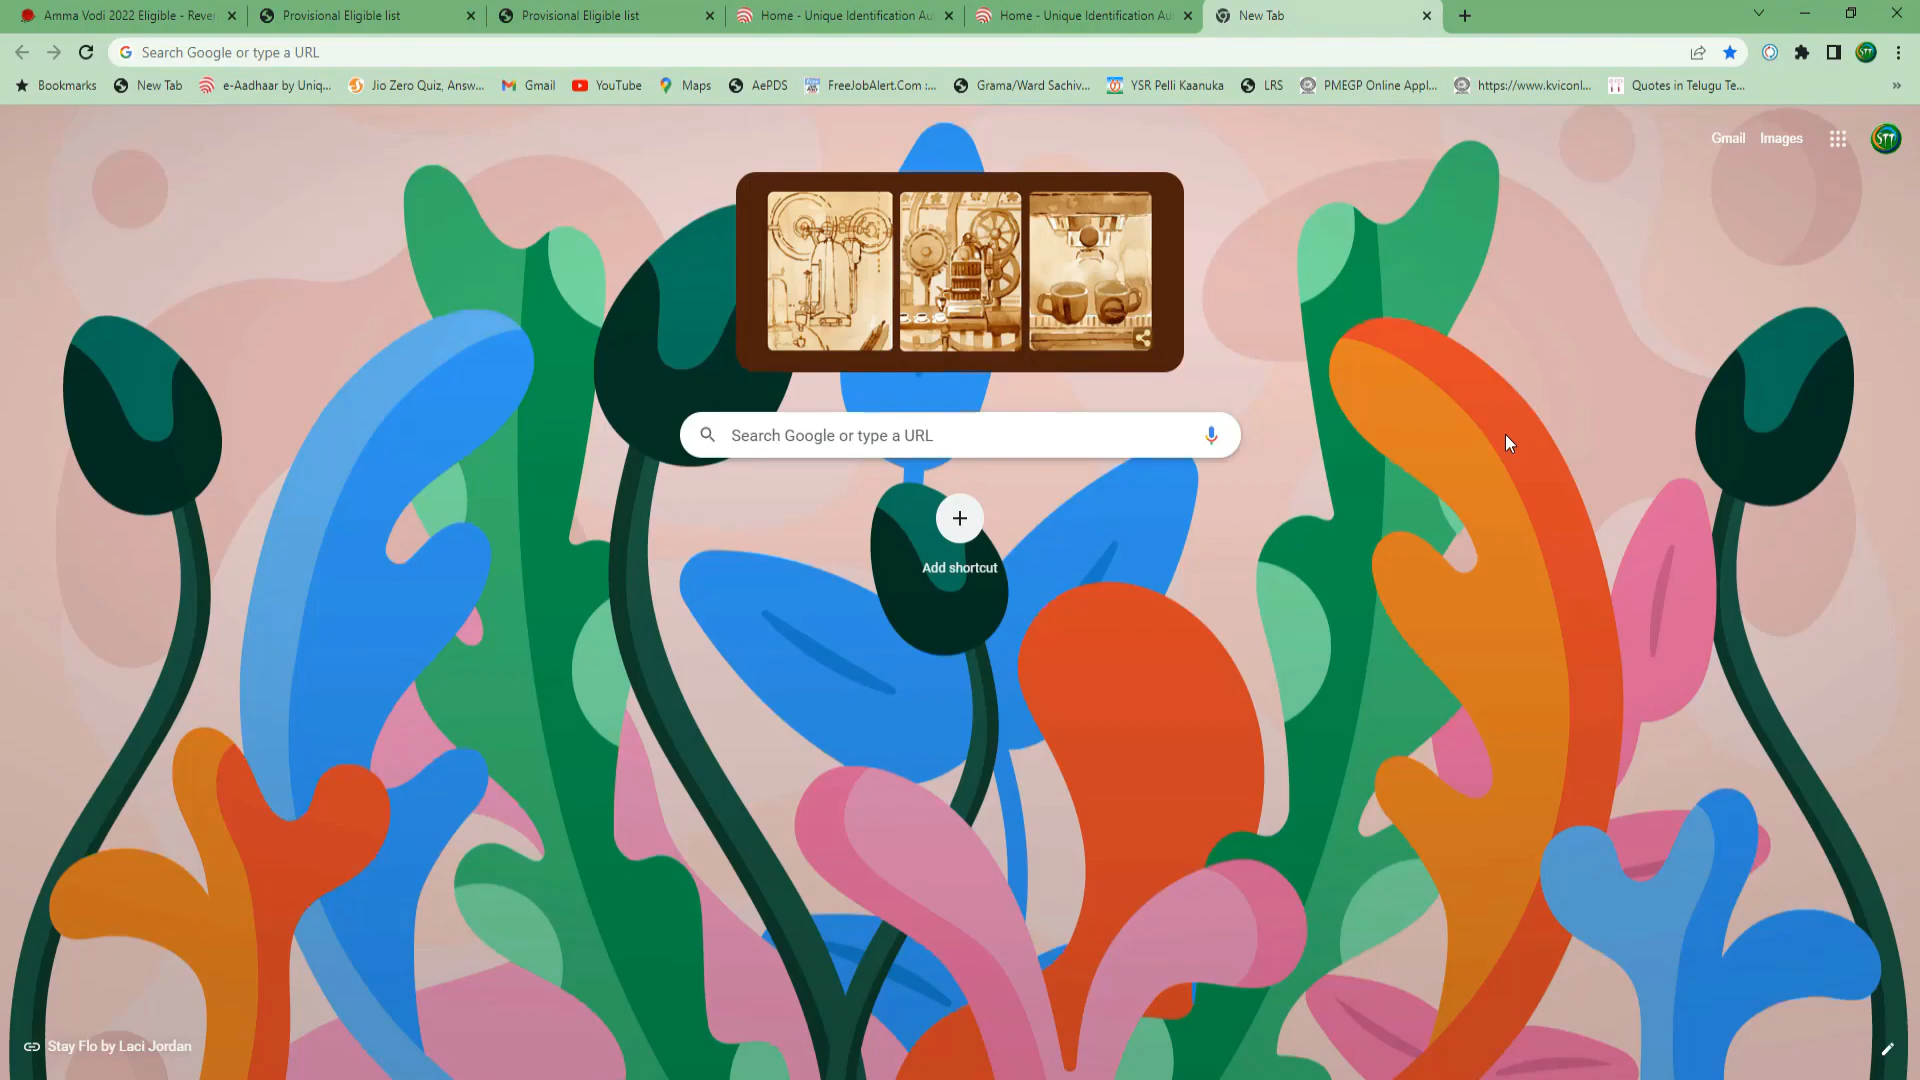 Amma Vodi 2022 Eligible - Reve
Provisional Eligible list
Provisional Eligible list
Home - Unique Identification Au
Home - Unique Identification Au
New Tab
Search Google or type a URL
Bookmarks
New Tab
e-Aadhaar by Uniq...
Jio Zero Quiz, Answ...
Gmail
YouTube
Maps
AePDS
FreeJobAlert.Com :...
Grama/Ward Sachiv...
YSR Pelli Kaanuka
LRS
PMEGP Online Appl...
https://www.kviconl...
Quotes in Telugu Te...
Gmail
Images
STT
Search Google or type a URL
Add shortcut
Stay Flo by Laci Jordan